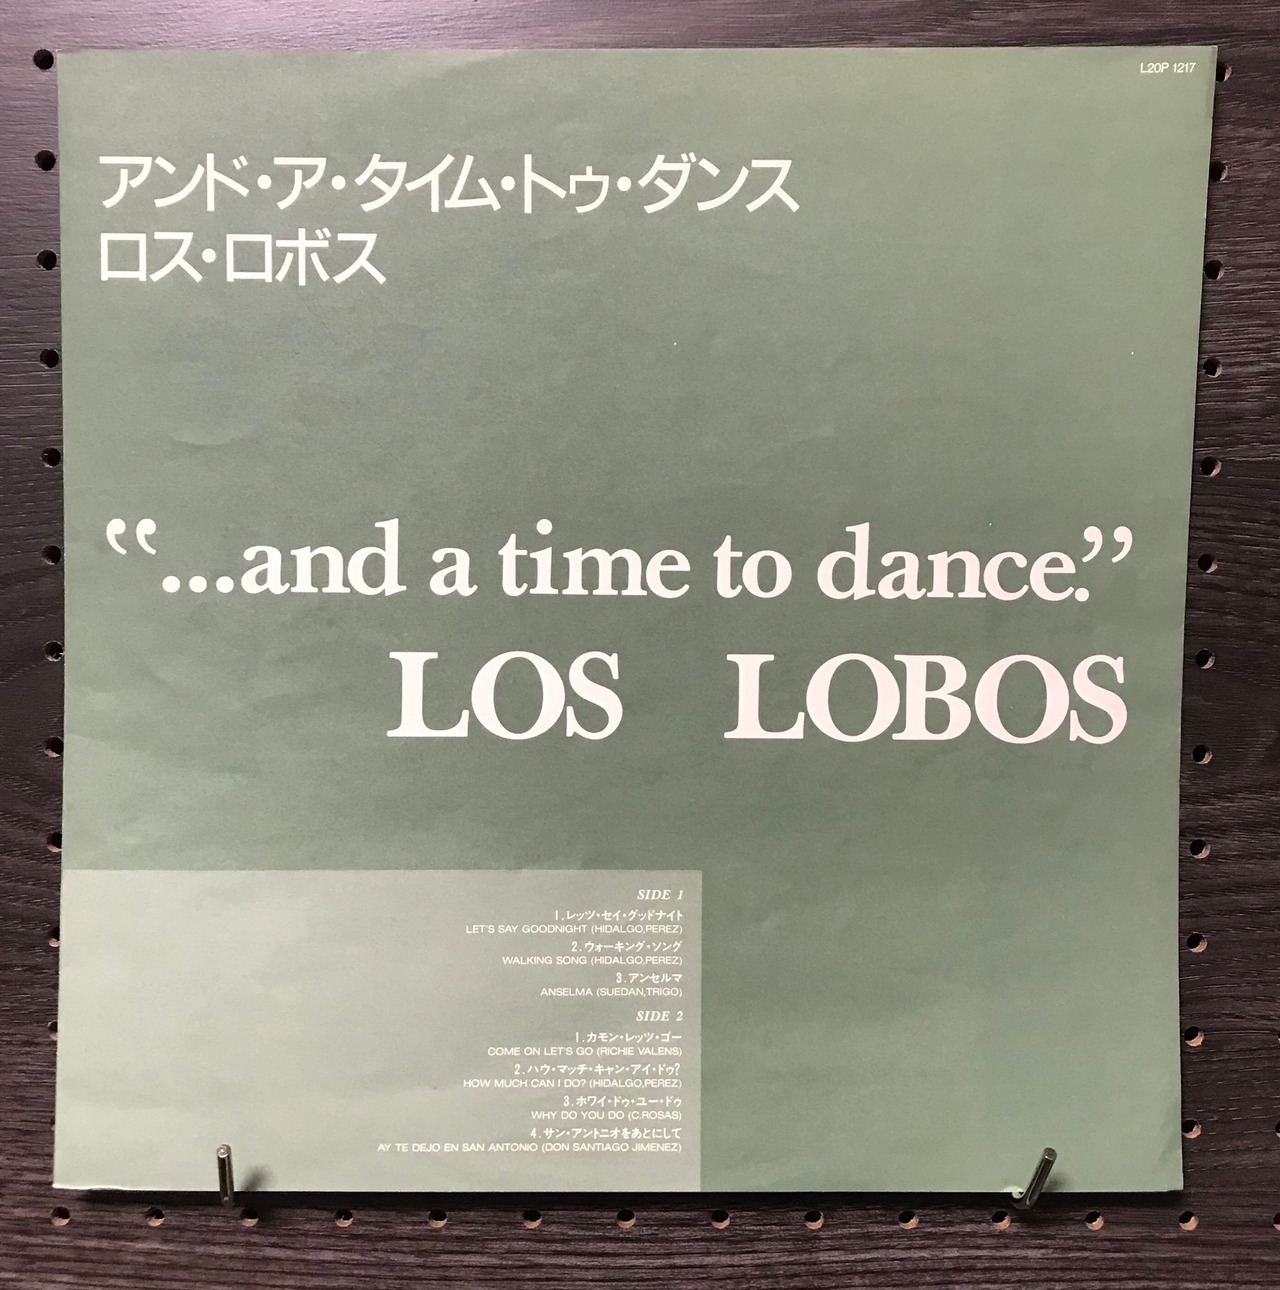 L20P 1217
アンド・ア・タイム・トゥ・ダンス
ロス・ロボス
“...and a time to dance.”
LOS LOBOS
SIDE 1
1.レッツ・セイ・グッドナイト
LET'S SAY GOODNIGHT (HIDALGO,PEREZ)
2.ウォーキング・ソング
WALKING SONG (HIDALGO,PEREZ)
3.アンセルマ
ANSELMA (SUEDAN,TRIGO)
SIDE 2
1.カモン・レッツ・ゴー
COME ON LET'S GO (RICHIE VALENS)
2.ハウ・マッチ・キャン・アイ・ドゥ?
HOW MUCH CAN I DO? (HIDALGO,PEREZ)
3.ホワイ・ドゥ・ユー・ドゥ
WHY DO YOU DO (C.ROSAS)
4.サン・アントニオをあとにして
AY TE DEJO EN SAN ANTONIO (DON SANTIAGO JIMENEZ)